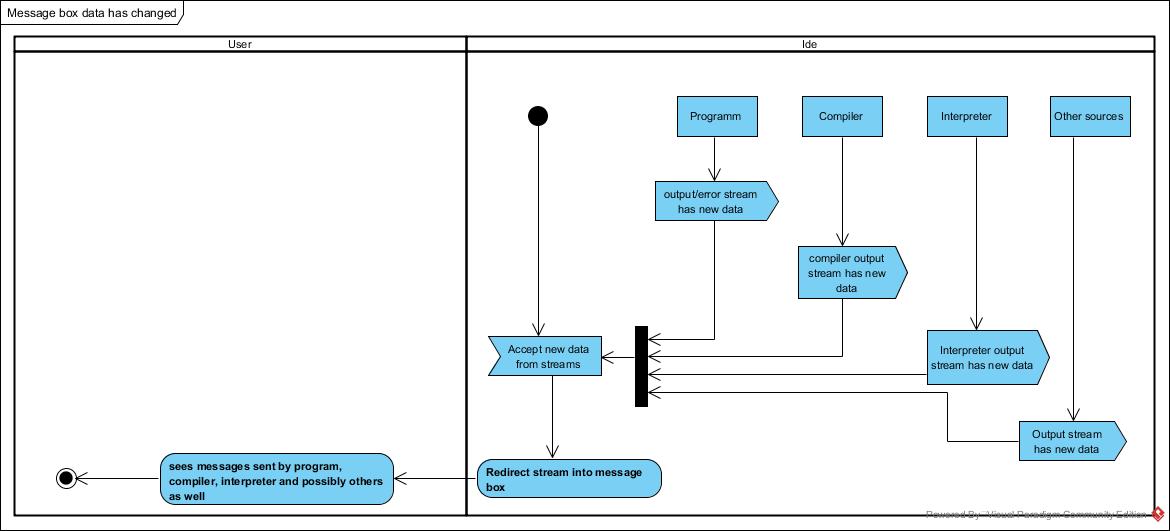 Message box data has changed
User
Ide
Programm
Compiler
Interpreter
Other sources
output/error stream
has new data
compiler output
stream has new
data
Accept new data
from streams
Interpreter output
stream has new data
Output stream
has new data
sees messages sent by program,
compiler, interpreter and possibly others
as well
Redirect stream into message
box
Powered By Visual Paradigm Community Edition